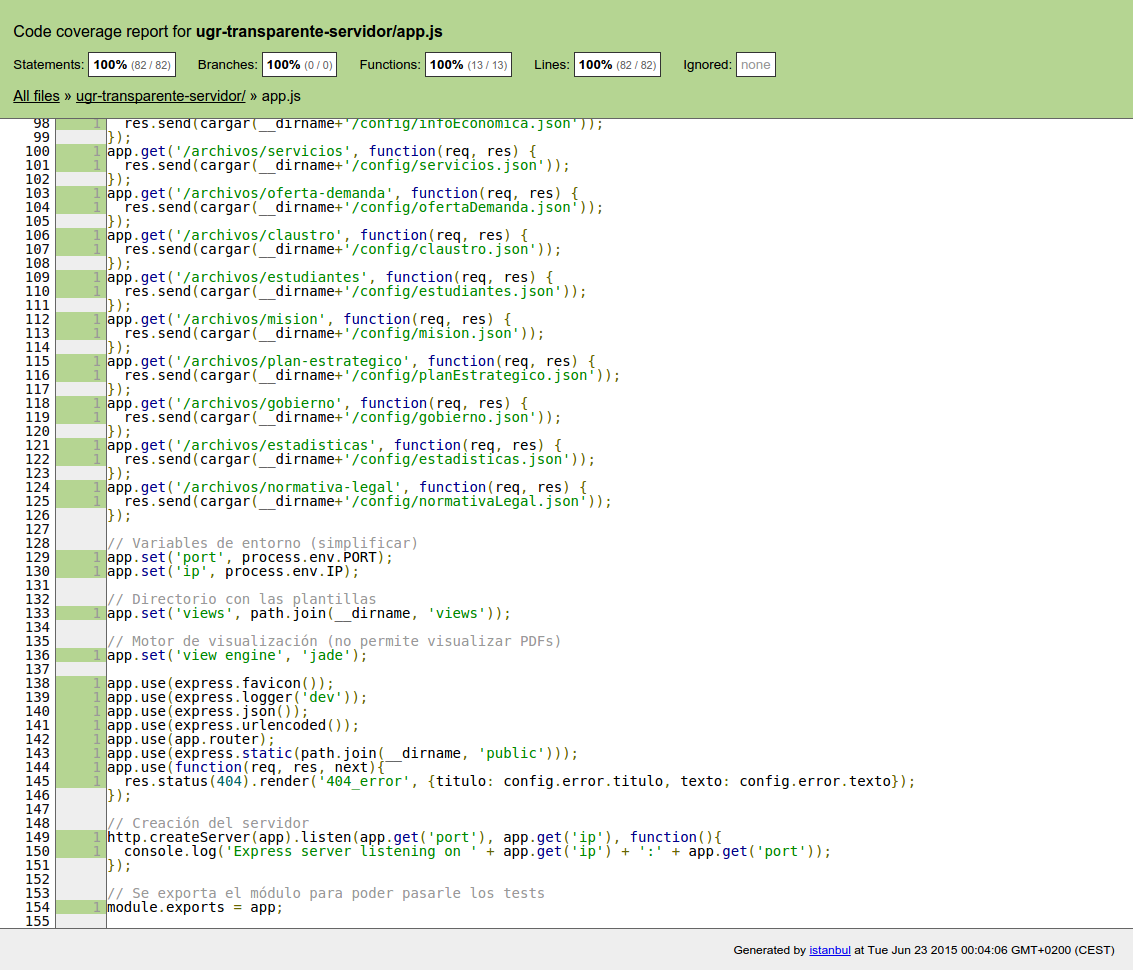 Code coverage report for ugr-transparente-servidor/app.js
Statements: 100% (82 / 82) Branches: 100% (0 / 0) Functions: 100% (13 / 13) Lines: 100% (82 / 82) Ignored: none
All files » ugr-transparente-servidor/ » app.js
98 1 res.send(cargar(__dirname+'/config/infoEconomica.json'));
99 });
100 1 app.get('/archivos/servicios', function(req, res) {
101 1 res.send(cargar(__dirname+'/config/servicios.json'));
102 });
103 1 app.get('/archivos/oferta-demanda', function(req, res) {
104 1 res.send(cargar(__dirname+'/config/ofertaDemanda.json'));
105 });
106 1 app.get('/archivos/claustro', function(req, res) {
107 1 res.send(cargar(__dirname+'/config/claustro.json'));
108 });
109 1 app.get('/archivos/estudiantes', function(req, res) {
110 1 res.send(cargar(__dirname+'/config/estudiantes.json'));
111 });
112 1 app.get('/archivos/mision', function(req, res) {
113 1 res.send(cargar(__dirname+'/config/mision.json'));
114 });
115 1 app.get('/archivos/plan-estrategico', function(req, res) {
116 1 res.send(cargar(__dirname+'/config/planEstrategico.json'));
117 });
118 1 app.get('/archivos/gobierno', function(req, res) {
119 1 res.send(cargar(__dirname+'/config/gobierno.json'));
120 });
121 1 app.get('/archivos/estadisticas', function(req, res) {
122 1 res.send(cargar(__dirname+'/config/estadisticas.json'));
123 });
124 1 app.get('/archivos/normativa-legal', function(req, res) {
125 1 res.send(cargar(__dirname+'/config/normativaLegal.json'));
126 });
127
128 // Variables de entorno (simplificar)
129 1 app.set('port', process.env.PORT);
130 1 app.set('ip', process.env.IP);
131
132 // Directorio con las plantillas
133 1 app.set('views', path.join(__dirname, 'views'));
134
135 // Motor de visualización (no permite visualizar PDFs)
136 1 app.set('view engine', 'jade');
137
138 1 app.use(express.favicon());
139 1 app.use(express.logger('dev'));
140 1 app.use(express.json());
141 1 app.use(express.urlencoded());
142 1 app.use(app.router);
143 1 app.use(express.static(path.join(__dirname, 'public')));
144 1 app.use(function(req, res, next){
145 1 res.status(404).render('404_error', {titulo: config.error.titulo, texto: config.error.texto});
146 });
147
148 // Creación del servidor
149 1 http.createServer(app).listen(app.get('port'), app.get('ip'), function(){
150 1 console.log('Express server listening on ' + app.get('ip') + ':' + app.get('port'));
151 });
152
153 // Se exporta el módulo para poder pasarle los tests
154 1 module.exports = app;
155
Generated by istanbul at Tue Jun 23 2015 00:04:06 GMT+0200 (CEST)